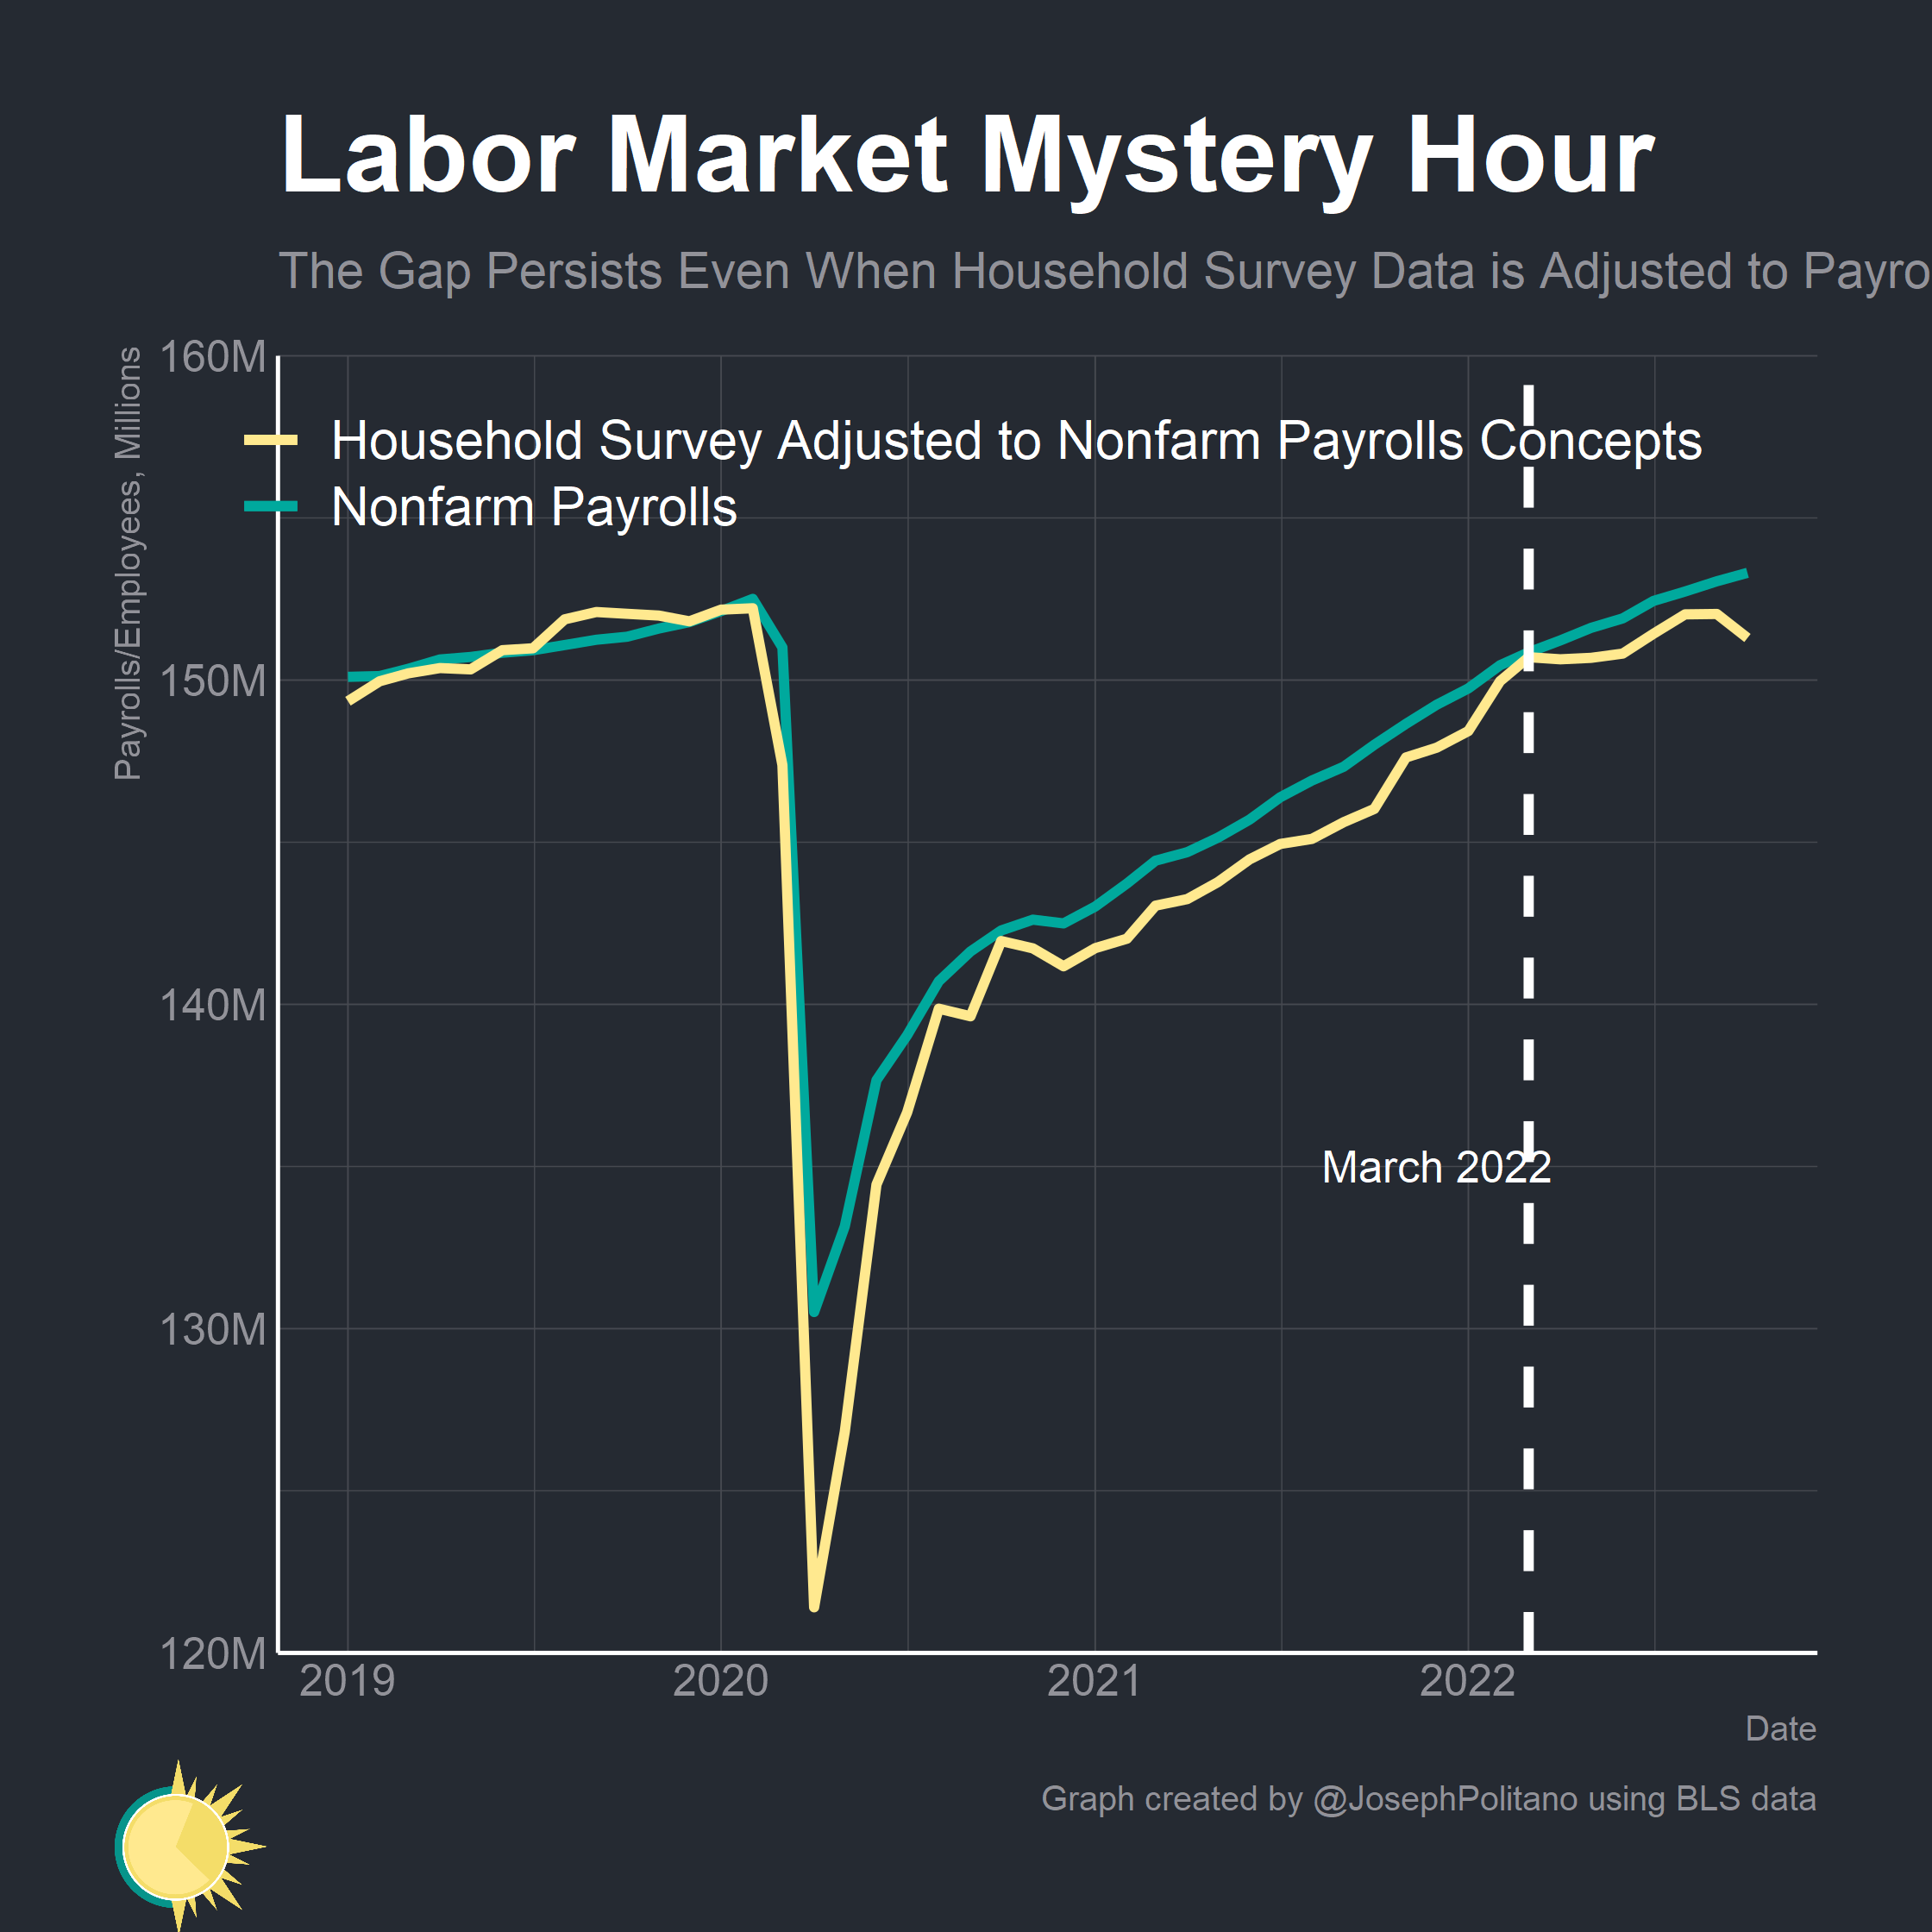 Labor Market Mystery Hour
The Gap Persists Even When Household Survey Data is Adjusted to Payro
Payrolls/Employees, Millions
160M
Household Survey Adjusted to Nonfarm Payrolls Concepts
Nonfarm Payrolls
150M
140M
March 2022
130M
120M
2019 2020 2021 2022
Date
Graph created by @JosephPolitano using BLS data